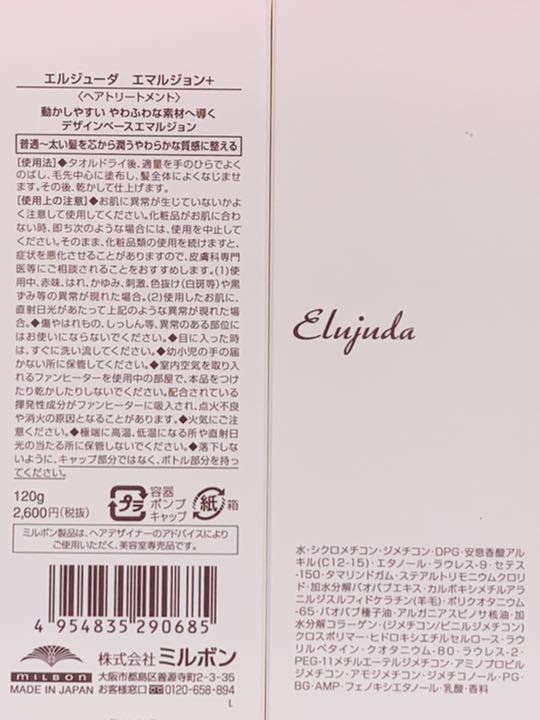 エルジューダ エマルジョン+
〈ヘアトリートメント〉
動かしやすい やわふわな素材へ導く
デザインベースエマルジョン
普通~太い髪を芯から潤うやわらかな質感に整える
[使用法]◆タオルドライ後、適量を手のひらでよく
のばし、毛先中心に塗布し、髪全体によくなじませ
ます。その後、乾かして仕上げます。
[使用上の注意]◆お肌に異常が生じていないかよ
く注意して使用してください。化粧品がお肌に合わ
ない時、即ち次のような場合には、使用を中止して
ください。そのまま、化粧品類の使用を続けますと、
症状を悪化させることがありますので、皮膚科専門
医等にご相談されることをおすすめします。(1)使
用中、赤味、はれ、かゆみ、刺激、色抜け(白斑等)や黒
ずみ等の異常が現れた場合。(2)使用したお肌に、
直射日光があたって上記のような異常が現れた場
合。◆傷やはれもの、しっしん等、異常のある部位に
はお使いにならないでください。◆目に入った時
は、すぐに洗い流してください。◆幼小児の手の届
かない所に保管してください。◆室内空気を取り入
れるファンヒーターを使用中の部屋で、本品をつけ
たり乾かしたりしないでください。配合されている
揮発性成分がファンヒーターに吸入され、点火不良
や消火の原因となることがあります。◆火気にご注
意ください。◆極端に高温、低温になる所や直射日
光の当たる所に保管しないでください。◆落下しな
いように、キャップ部分ではなく、ボトル部分を持っ
てください。
120g
2,600円(税抜)
プラ
容器
ポンプ
キャップ
紙
箱
ミルボン製品は、ヘアデザイナーのアドバイスにより
ご使用いただく、美容室専売品です。
4 954835 290685
milbon
MADE IN JAPAN
株式会社 ミルボン
大阪市都島区善源寺町2-3-35
お客様窓口 0120-658-894
L
Elujuda
水・シクロメチコン・ジメチコン・DPG・安息香酸アル
キル(C12-15)・エタノール・ラウレス-9・セテス
-150・タマリンドガム・ステアルトリモニウムクロリ
ド・加水分解バオバブエキス・カルボキシメチルアラ
ニルジスルフィドケラチン(羊毛)・ポリクオタニウム
-65・バオバブ種子油・アルガニアスピノサ核油・加
水分解コラーゲン・(ジメチコン/ビニルジメチコン)
クロスポリマー・ヒドロキシエチルセルロース・ラウ
リルベタイン・クオタニウム-80・ラウレス-2・
PEG-11メチルエーテルジメチコン・アミノプロピル
ジメチコン・アモジメチコン・ジメチコノール・PG・
BG・AMP・フェノキシエタノール・乳酸・香料